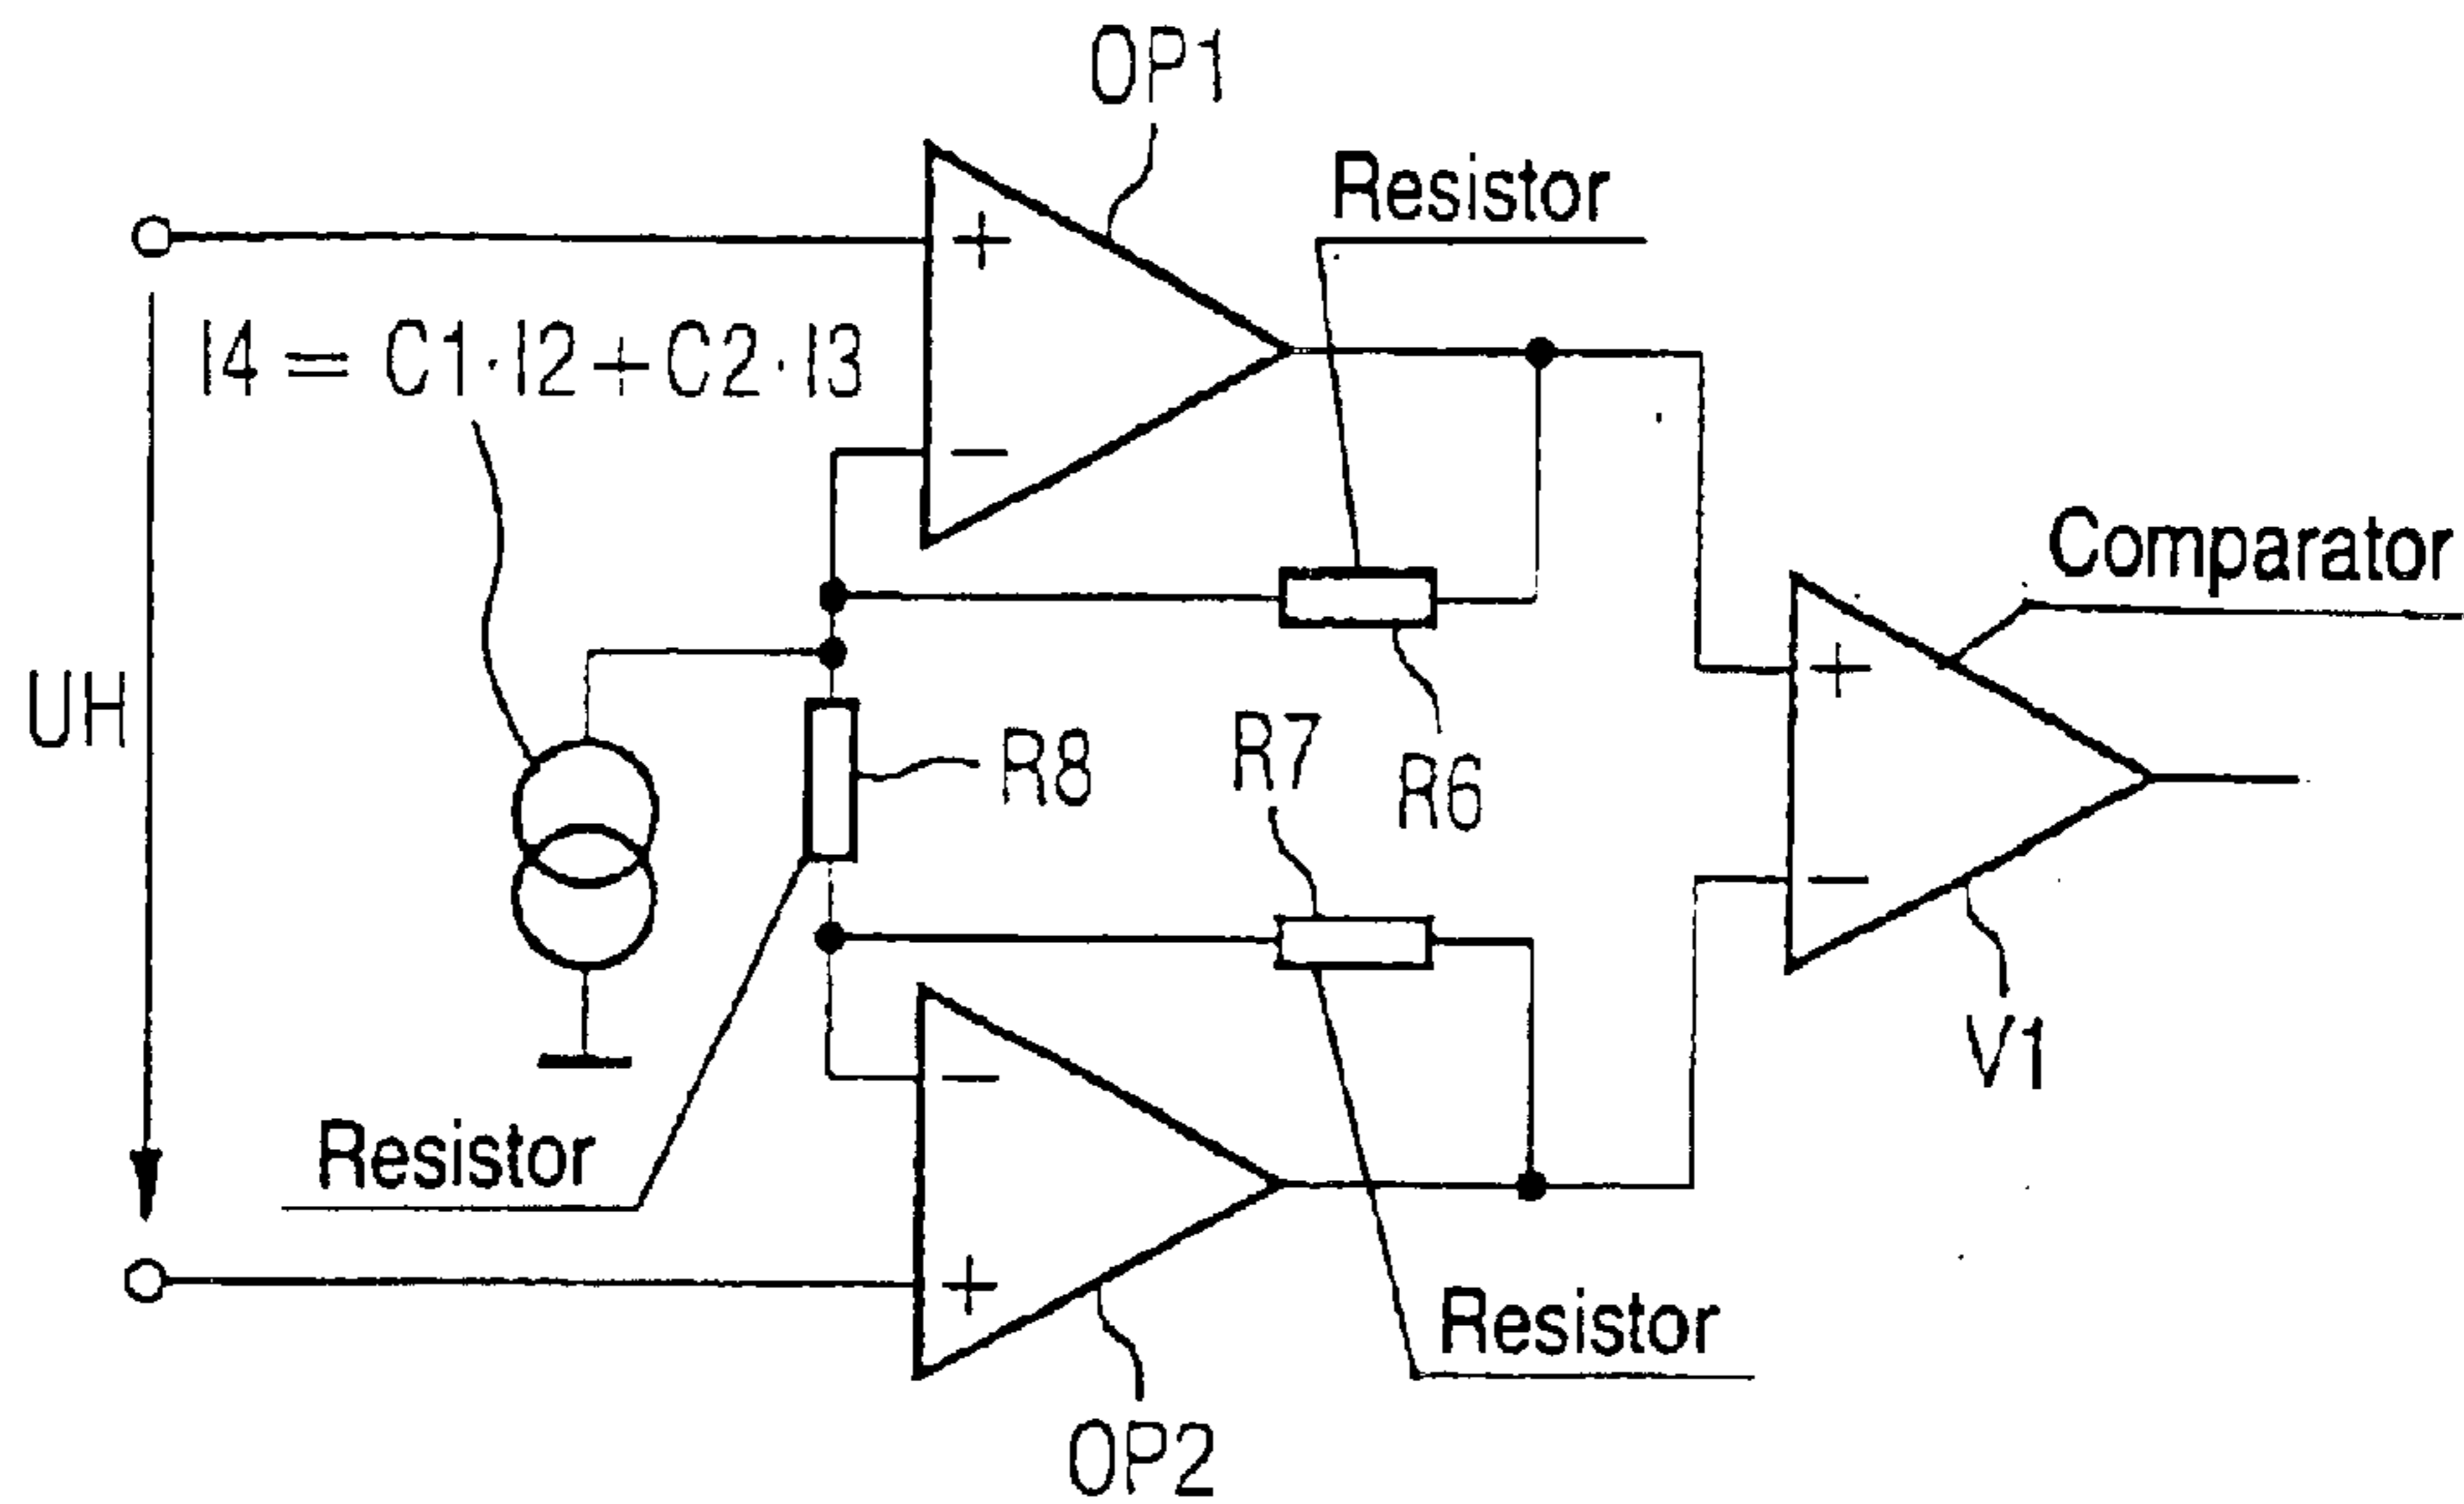 OP1
Resistor
+
I4 = C1·I2+C2·I3
−
Comparator
+
UH
R8
R7
R6
−
V1
−
Resistor
+
Resistor
OP2